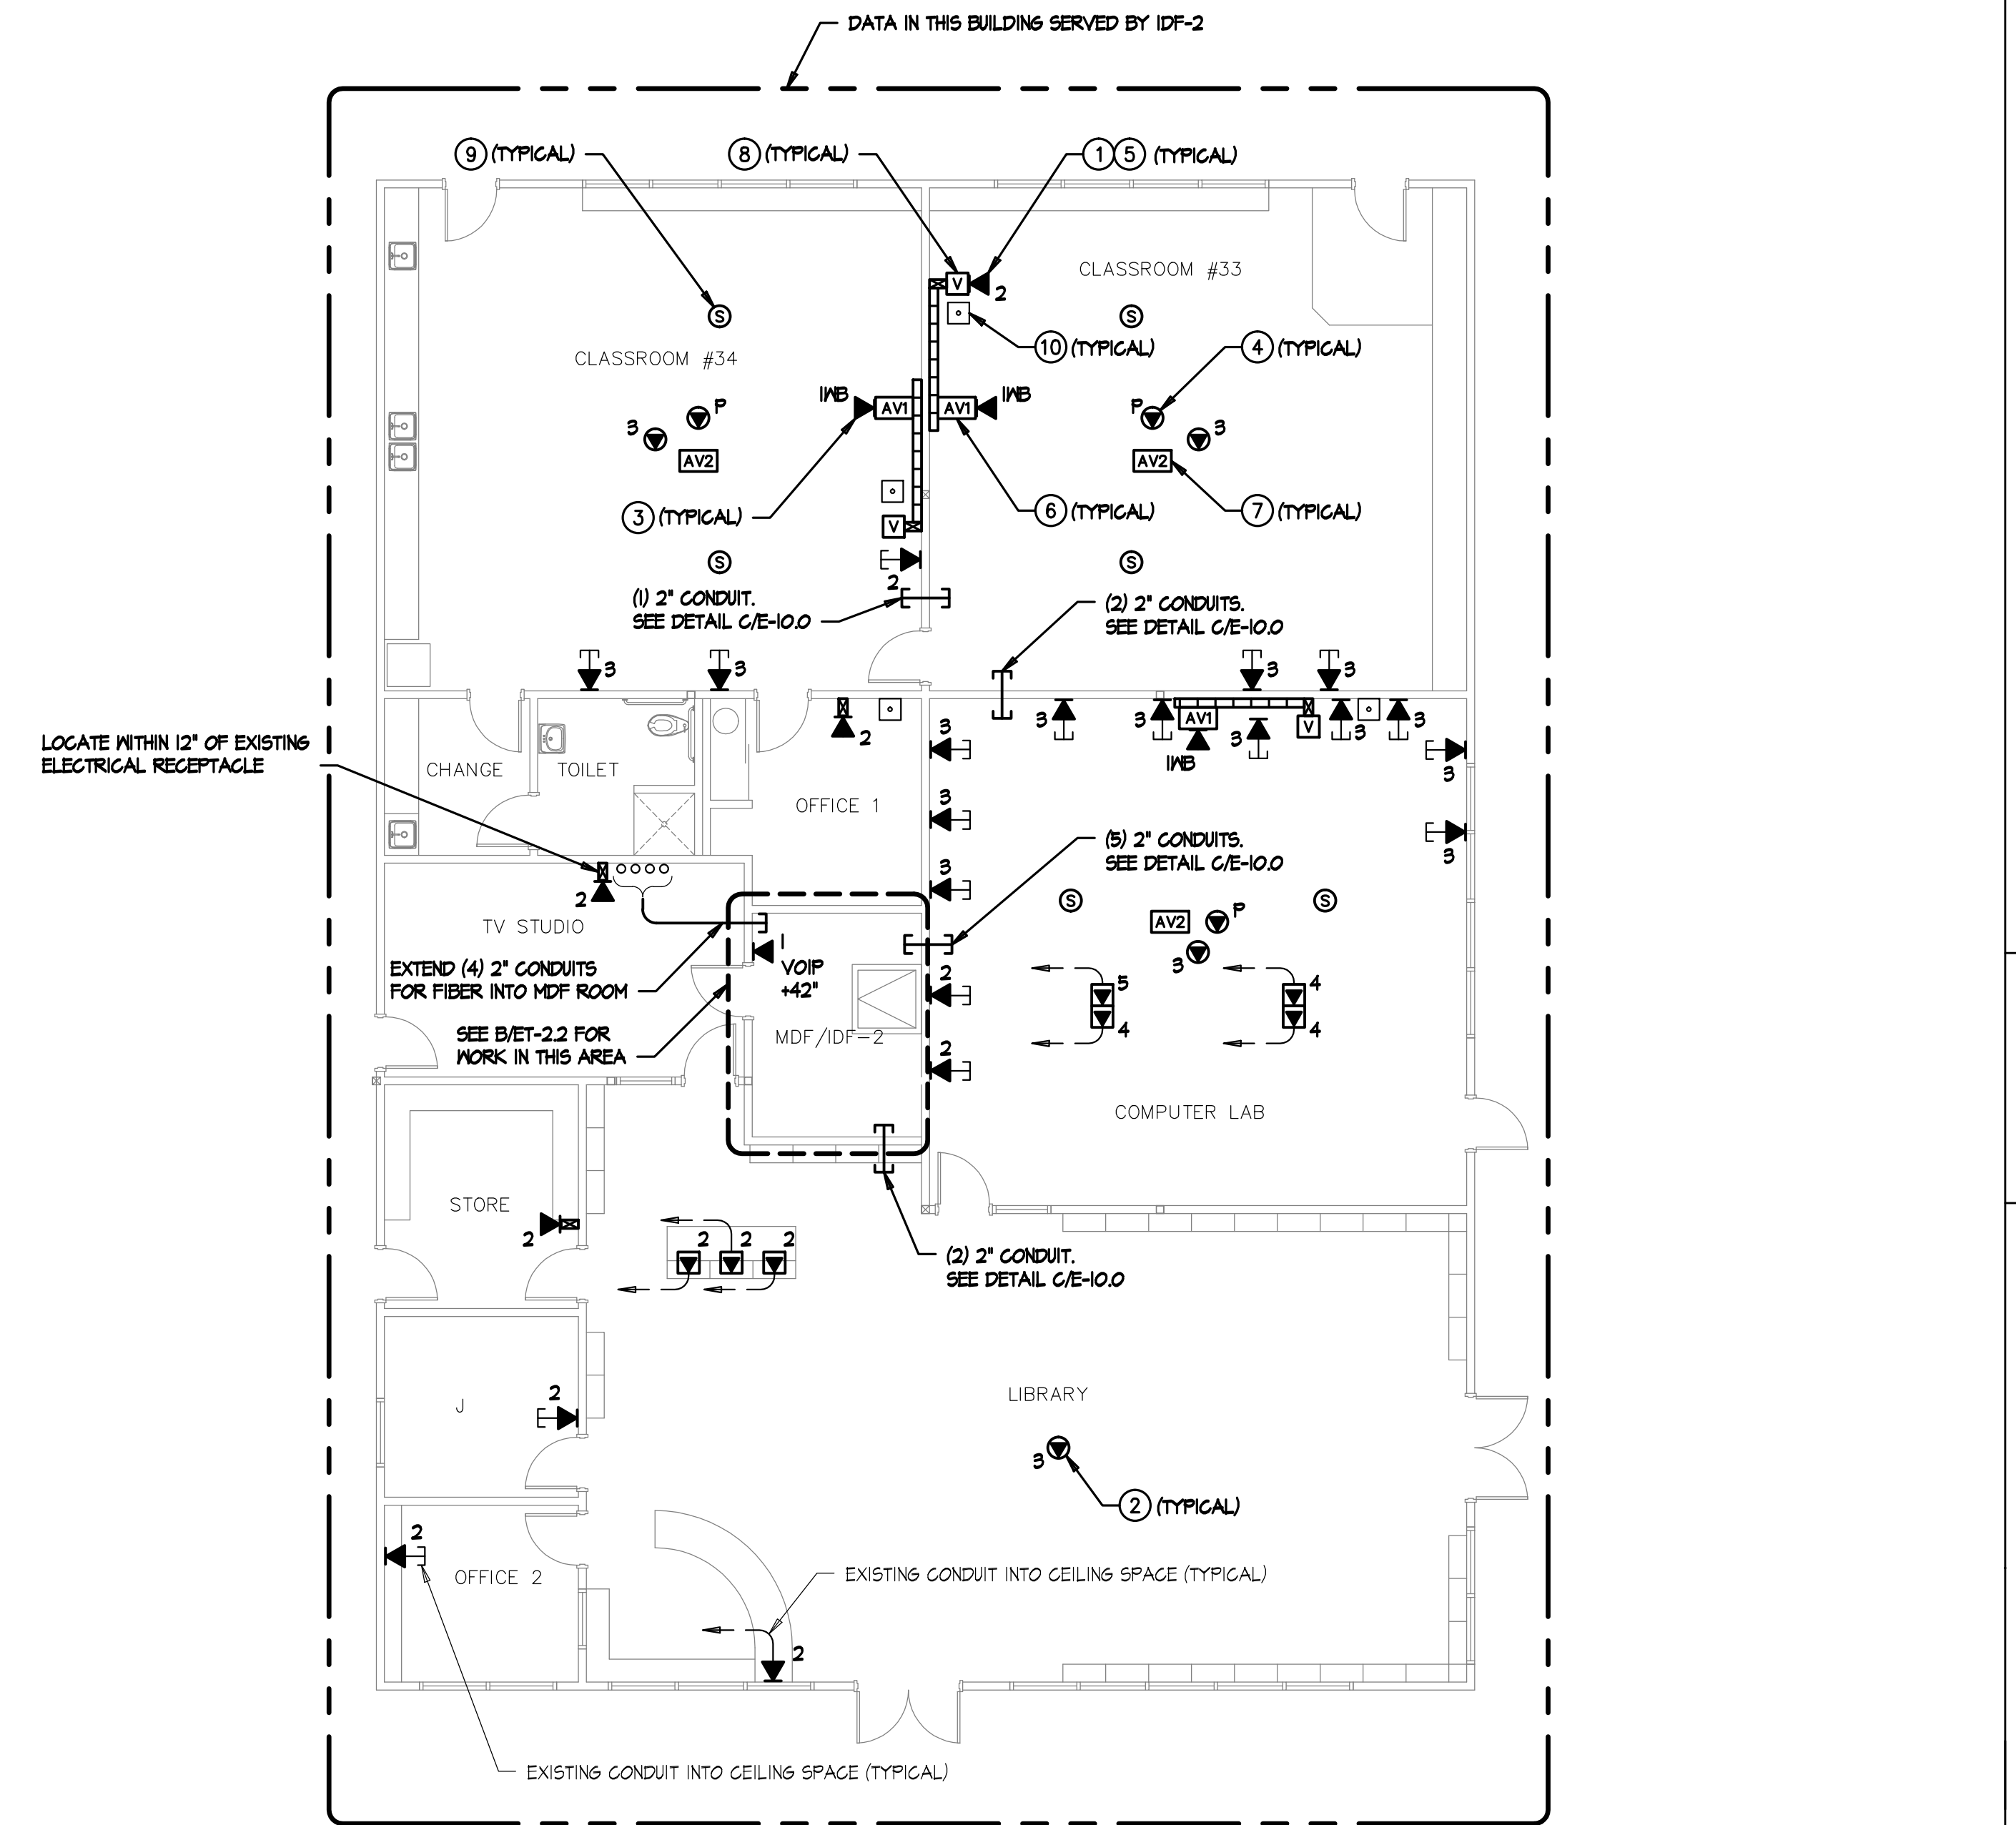 DATA IN THIS BUILDING SERVED BY IDF-2
9 (TYPICAL)
8 (TYPICAL)
1 5 (TYPICAL)
CLASSROOM #33
V
2
S
S
10 (TYPICAL)
4 (TYPICAL)
CLASSROOM #34
IWB
AV1
AV1
IWB
P
P
3
3
AV2
AV2
3 (TYPICAL)
6 (TYPICAL)
7 (TYPICAL)
V
S
S
2
(1) 2" CONDUIT.
SEE DETAIL C/E-10.0
(2) 2" CONDUITS.
SEE DETAIL C/E-10.0
3
3
3
3
LOCATE WITHIN 12" OF EXISTING
ELECTRICAL RECEPTACLE
CHANGE
TOILET
2
OFFICE 1
3
3
3
3
3
AV1
IWB
3
V
3
3
3
3
(5) 2" CONDUITS.
SEE DETAIL C/E-10.0
2
TV STUDIO
S
S
AV2
P
3
EXTEND (4) 2" CONDUITS
FOR FIBER INTO MDF ROOM
1
VOIP
+42"
SEE B/ET-2.2 FOR
WORK IN THIS AREA
MDF/IDF-2
2
2
5
4
4
4
COMPUTER LAB
STORE
2
2
2
2
(2) 2" CONDUIT.
SEE DETAIL C/E-10.0
J
2
LIBRARY
3
2 (TYPICAL)
2
OFFICE 2
EXISTING CONDUIT INTO CEILING SPACE (TYPICAL)
2
EXISTING CONDUIT INTO CEILING SPACE (TYPICAL)